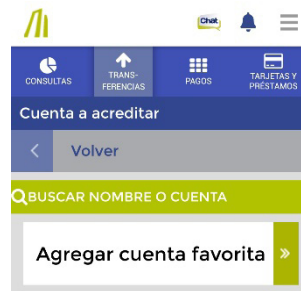 Chat
CONSULTAS
TRANS-
FERENCIAS
PAGOS
TARJETAS Y
PRÉSTAMOS
Cuenta a acreditar
Volver
BUSCAR NOMBRE O CUENTA
Agregar cuenta favorita